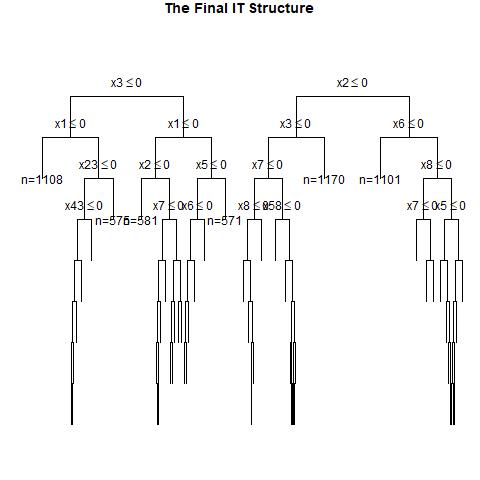 The Final IT Structure
x3 ≤ 0 x2 ≤ 0
x1 ≤ 0 x1 ≤ 0 x3 ≤ 0 x6 ≤ 0
n=1108 x23 ≤ 0 x2 ≤ 0 x5 ≤ 0 x7 ≤ 0 n=1170 n=1101 x8 ≤ 0
x43 ≤ 0 n=581 x7 ≤ 0 x6 ≤ 0 n=571 x8 ≤ 0 x58 ≤ 0 x7 ≤ 0 x5 ≤ 0